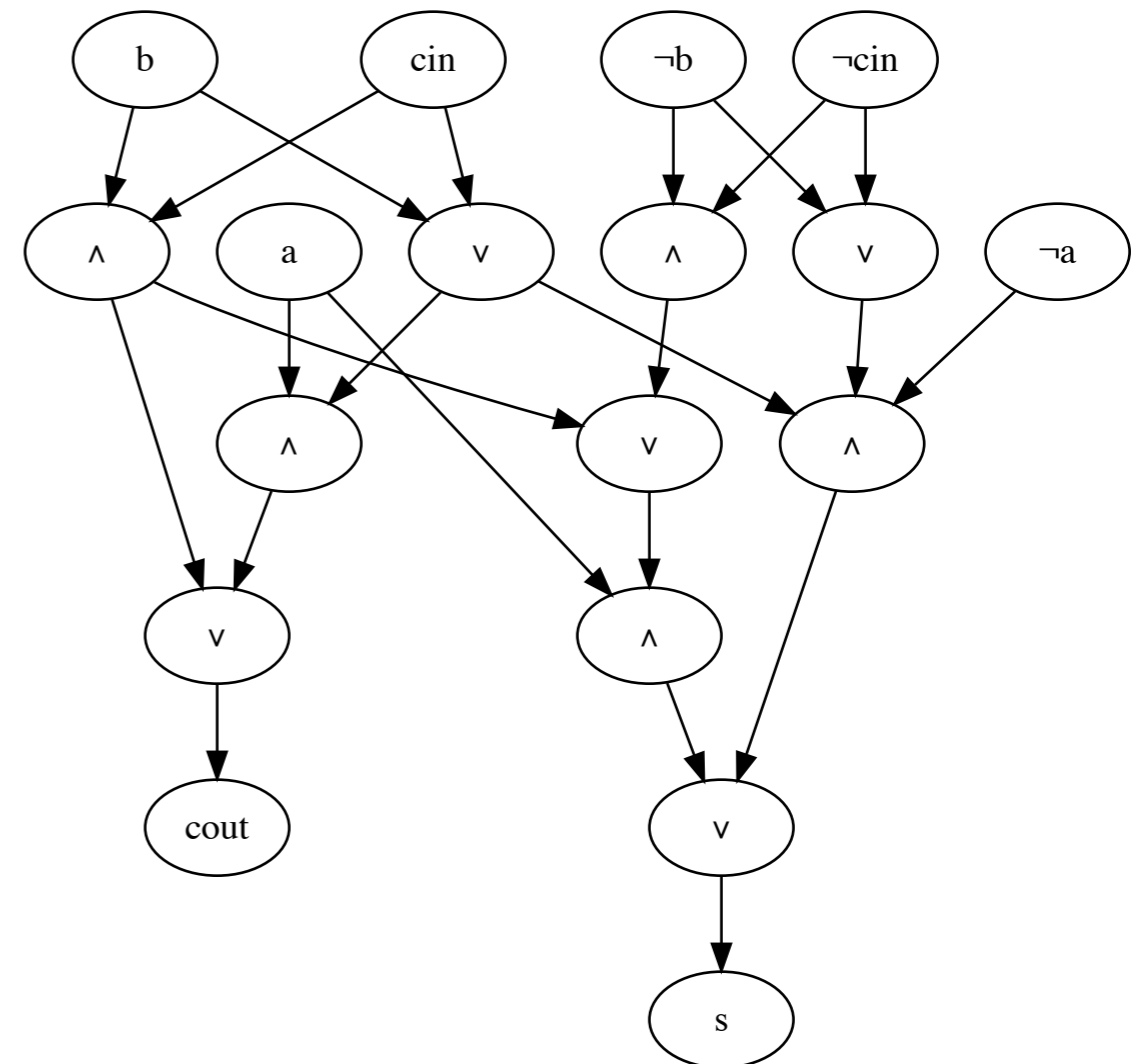 b cin ¬b ¬cin
∧ a ∨ ∧ ∨ ¬a
∧ ∨ ∧
∨ ∧
cout ∨
s